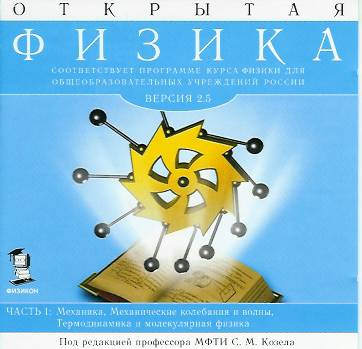 ОТКРЫТАЯ
ФИЗИКА
СООТВЕТСТВУЕТ ПРОГРАММЕ КУРСА ФИЗИКИ ДЛЯ
ОБЩЕОБРАЗОВАТЕЛЬНЫХ УЧРЕЖДЕНИЙ РОССИИ
ВЕРСИЯ 2.5
ФИЗИКОН
ЧАСТЬ I: Механика, Механические колебания и волны,
Термодинамика и молекулярная физика
Под редакцией профессора МФТИ С. М. Козела